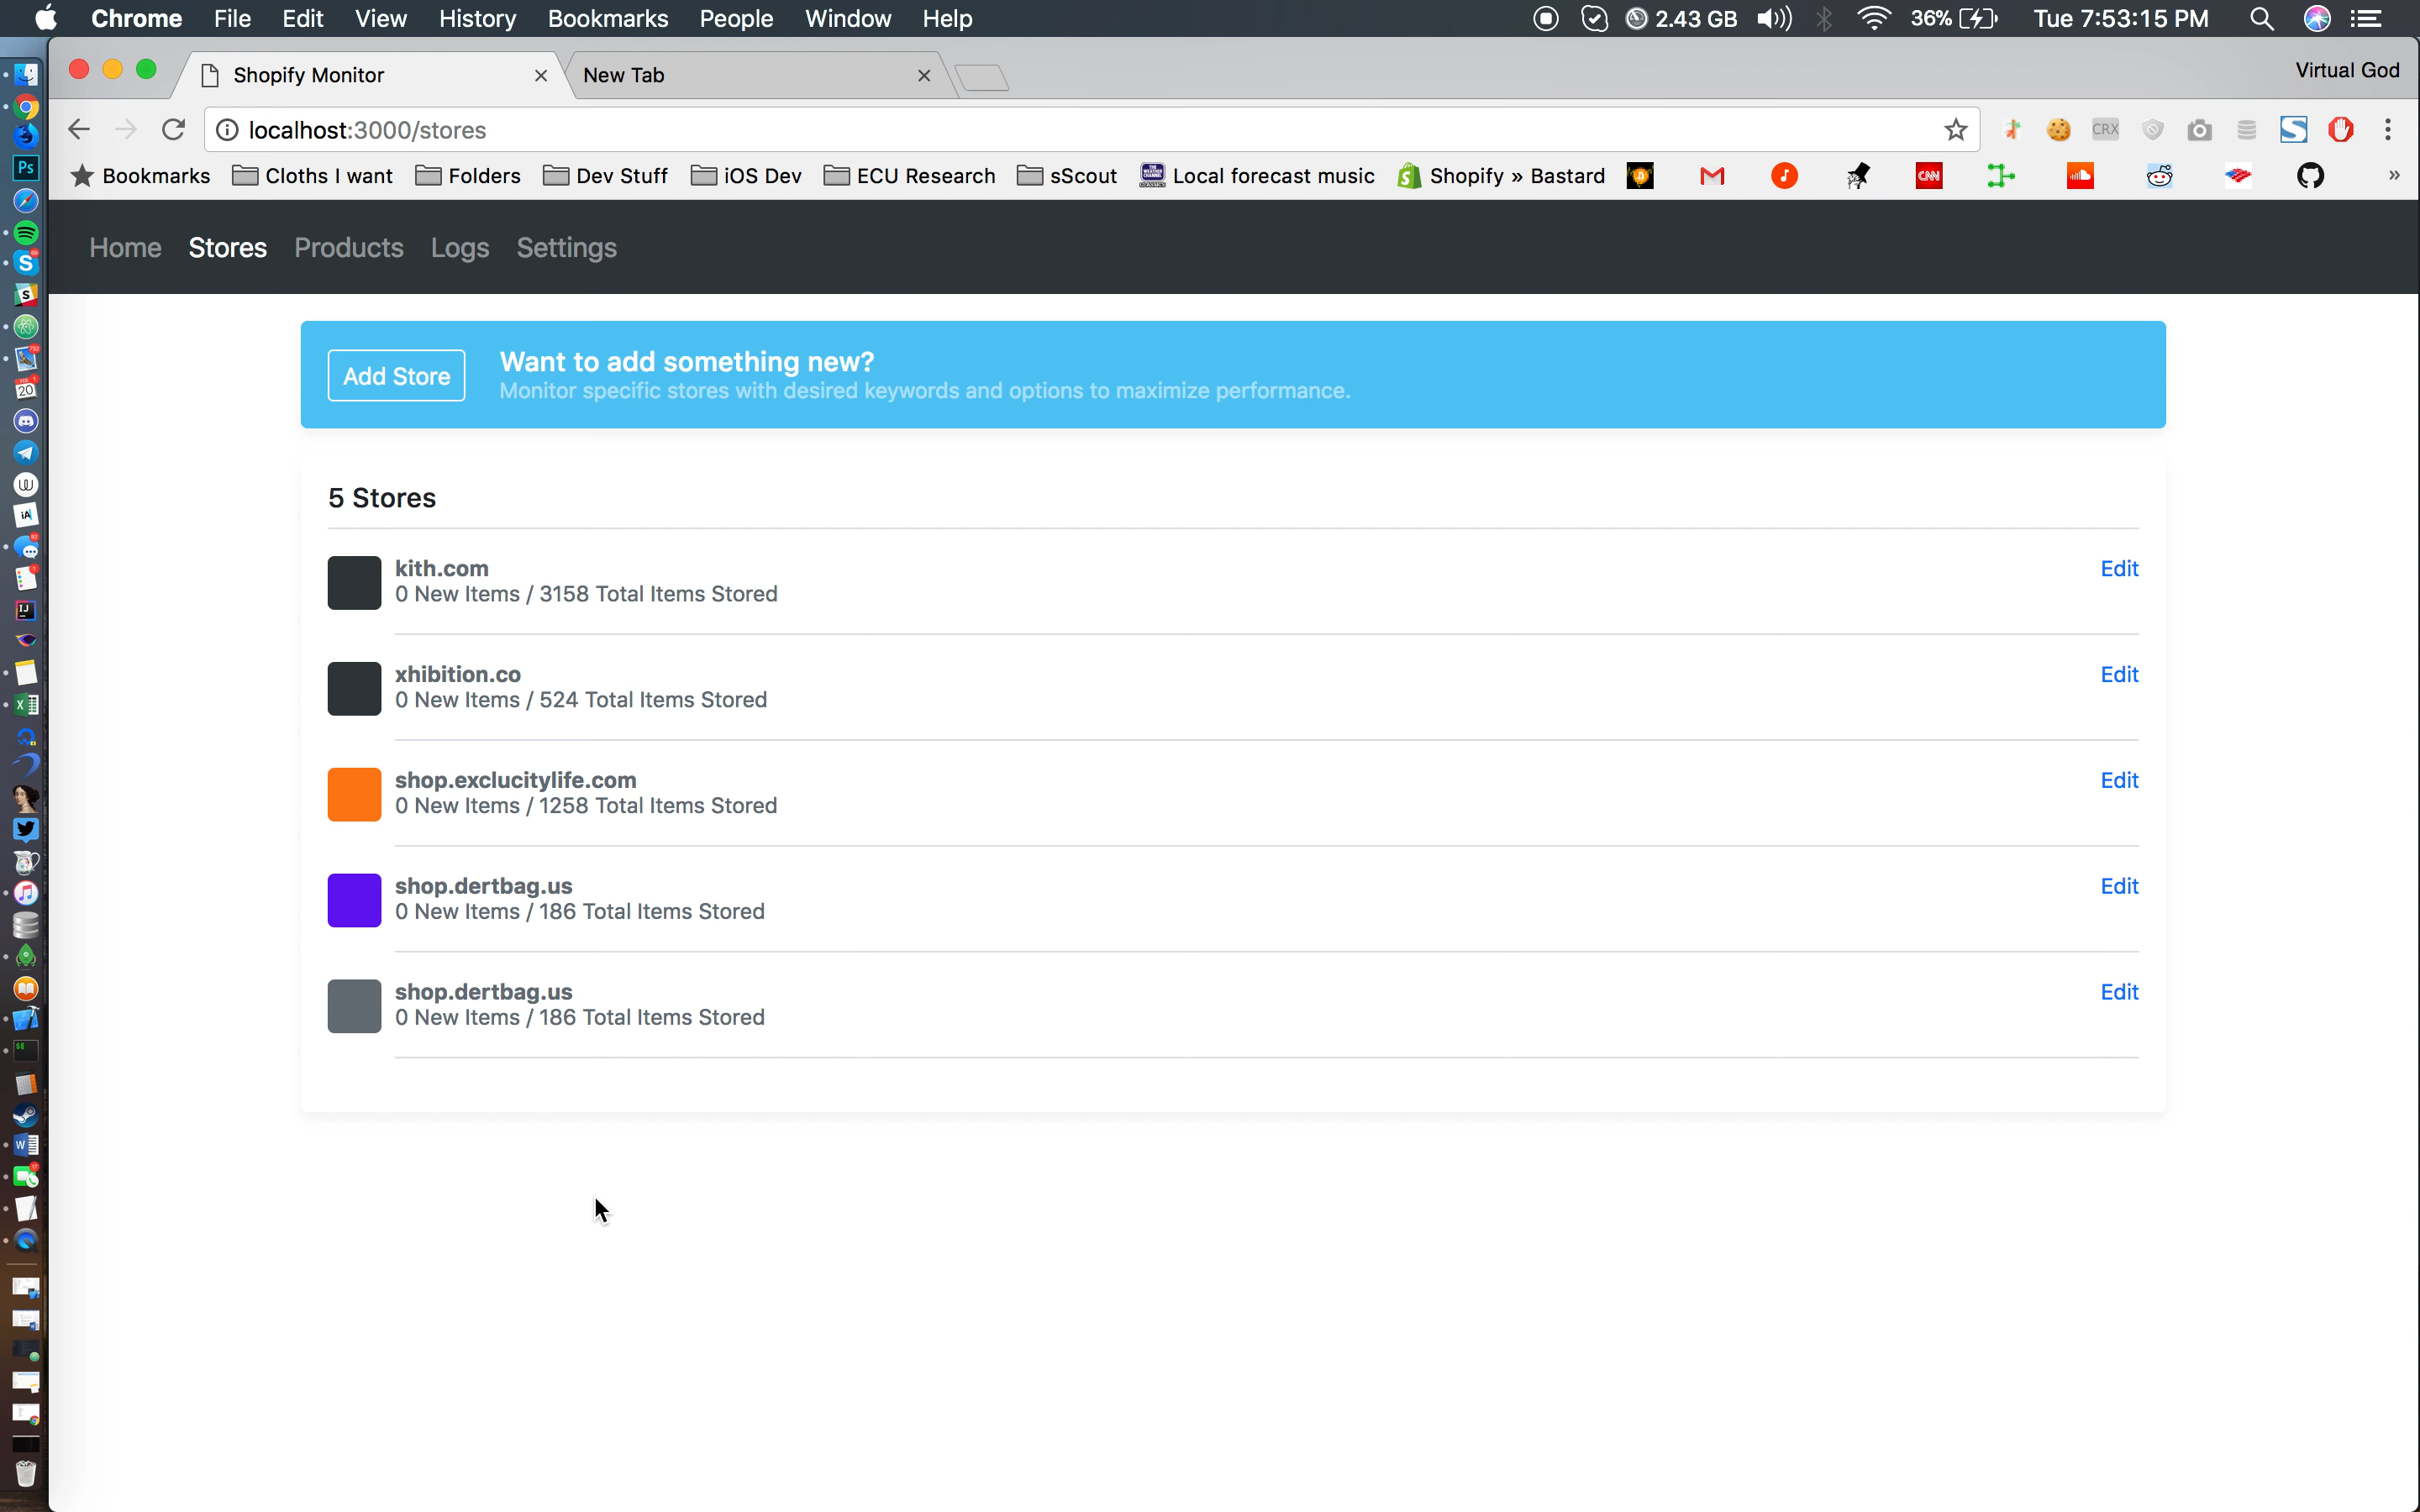 Chrome File Edit View History Bookmarks People Window Help 2.43 GB 36% Tue 7:53:15 PM
Shopify Monitor New Tab Virtual God
localhost:3000/stores CRX
Bookmarks Cloths I want Folders Dev Stuff iOS Dev ECU Research sScout Local forecast music Shopify » Bastard CNN »
Home Stores Products Logs Settings
Add Store
Want to add something new?
Monitor specific stores with desired keywords and options to maximize performance.
5 Stores
kith.com Edit
0 New Items / 3158 Total Items Stored
xhibition.co Edit
0 New Items / 524 Total Items Stored
shop.exclucitylife.com Edit
0 New Items / 1258 Total Items Stored
shop.dertbag.us Edit
0 New Items / 186 Total Items Stored
shop.dertbag.us Edit
0 New Items / 186 Total Items Stored
Ps
20
iA
IJ